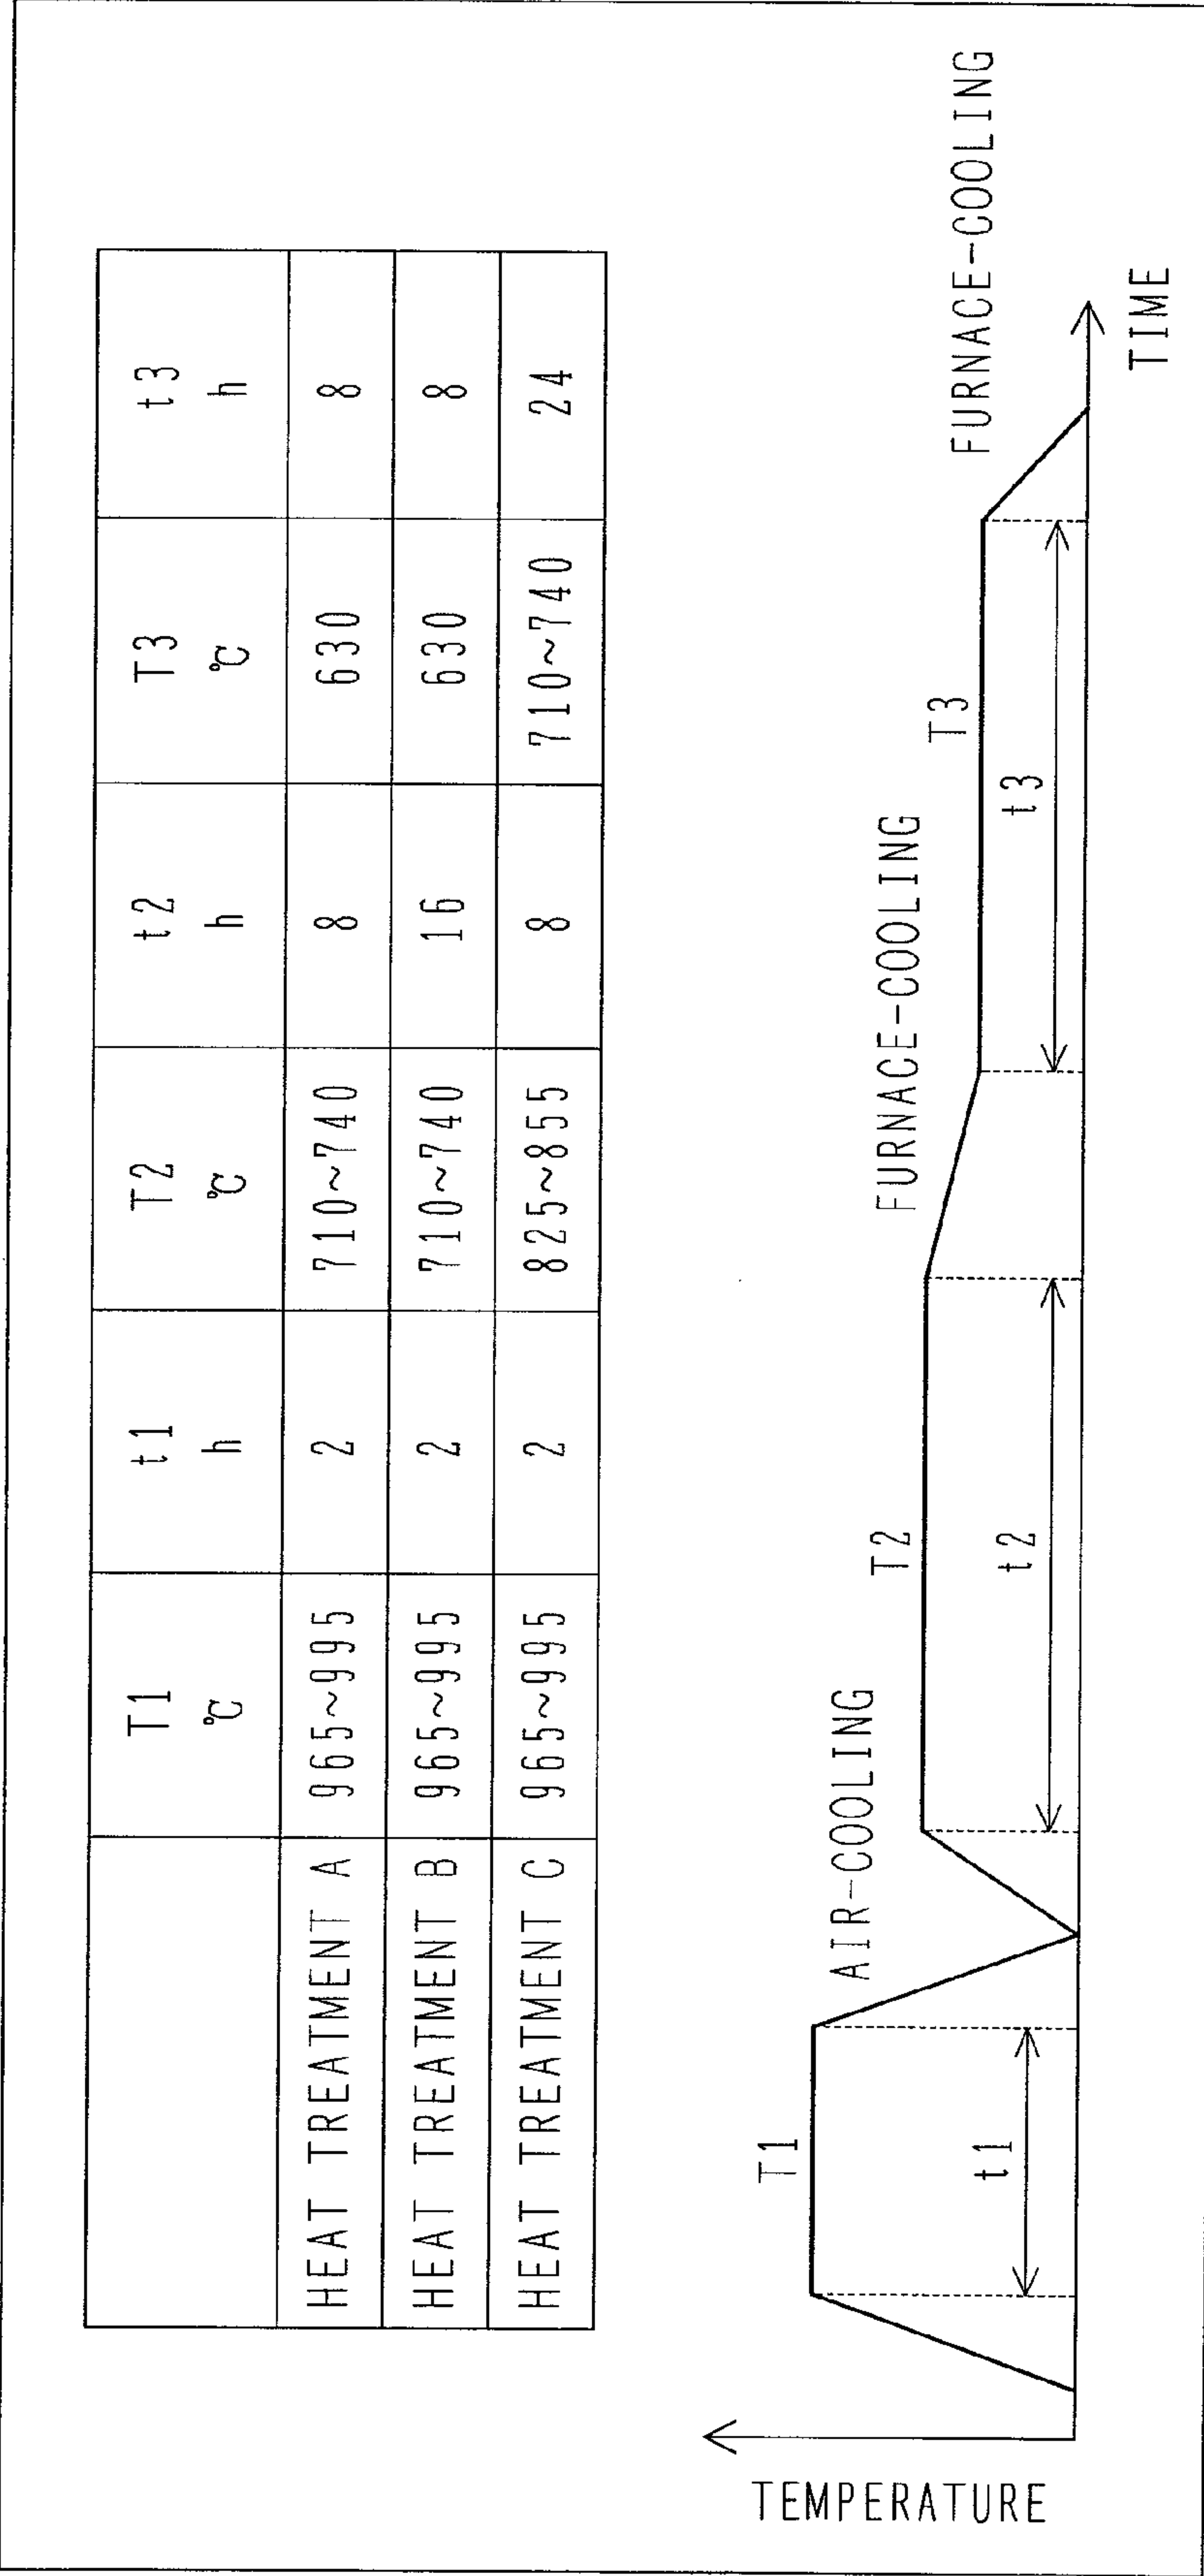 T1 t1 T2 t2 T3 t3
℃ h ℃ h ℃ h
HEAT TREATMENT A 965~995 2 710~740 8 630 8
HEAT TREATMENT B 965~995 2 710~740 16 630 8
HEAT TREATMENT C 965~995 2 825~855 8 710~740 24
TEMPERATURE
T1
t1
AIR-COOLING
T2
t2
FURNACE-COOLING
T3
t3
FURNACE-COOLING
TIME